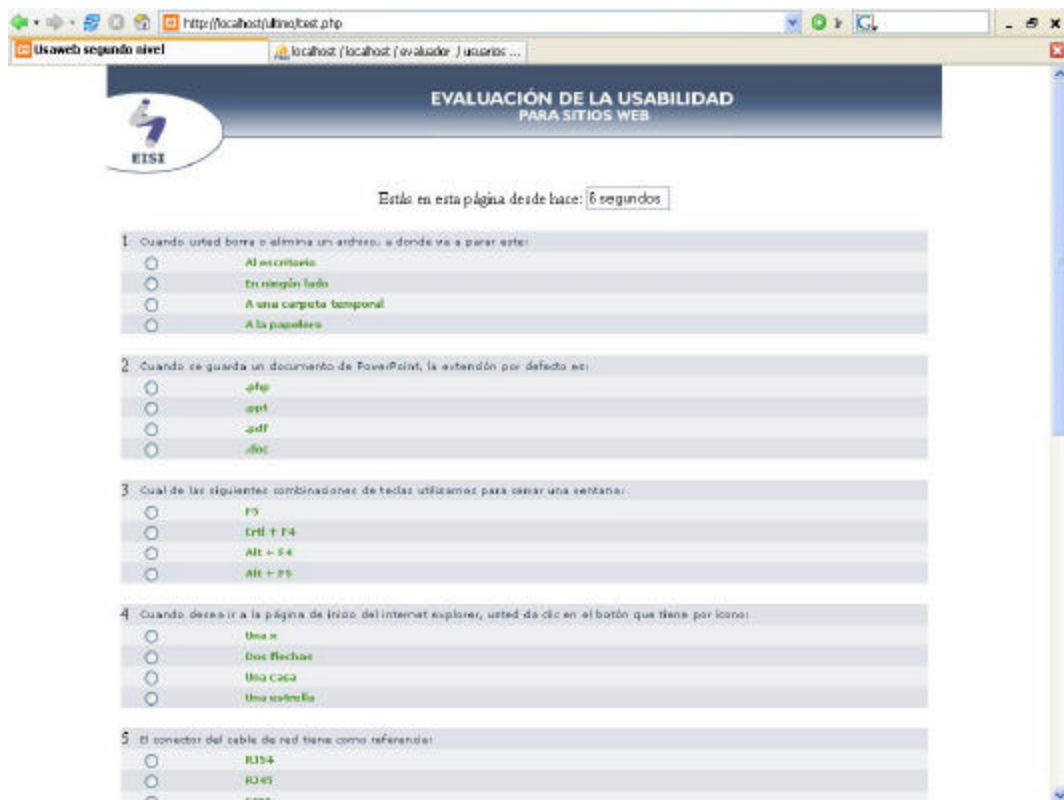 http://localhost/ultimo/test.php
Usaweb segundo nivel
localhost / localhost / evaluador / usuarios ...
EVALUACIÓN DE LA USABILIDAD
PARA SITIOS WEB
EISI
Estás en esta página desde hace: 6 segundos
1 Cuando usted borra o elimina un archivo, a donde va a parar este:
Al escritorio
En ningún lado
A una carpeta temporal
A la papelera
2 Cuando se guarda un documento de PowerPoint, la extensión por defecto es:
.php
.ppt
.pdf
.doc
3 Cual de las siguientes combinaciones de teclas utilizamos para cerrar una ventana:
F5
Crtl + F4
Alt + F4
Alt + F5
4 Cuando desea ir a la página de inicio del internet explorer, usted da clic en el botón que tiene por icono:
Una x
Dos flechas
Una casa
Una estrella
5 El conector del cable de red tiene como referencia:
RJ54
RJ45